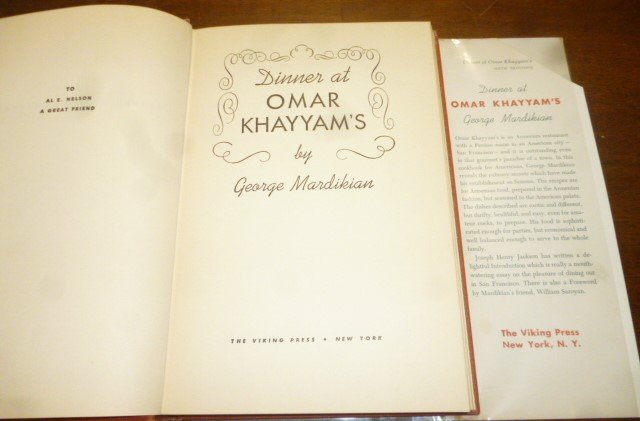 TO
AL E. NELSON
A GREAT FRIEND
Dinner at
OMAR
KHAYYAM'S
by
George Mardikian
THE VIKING PRESS • NEW YORK
Dinner at Omar Khayyam's
Dinner at
OMAR KHAYYAM'S
George Mardikian
Omar Khayyam's is an Armenian restaurant
with a Persian name in an American city—
San Francisco—and it is outstanding even
in that gourmet's paradise of a town. In this
cookbook for Americans, George Mardikian
reveals the culinary secrets which have made
his establishment so famous. The recipes are
for Armenian food, prepared in the Armenian
fashion, but seasoned to the American palate.
The dishes described are exotic and different,
but thrifty, healthful, and easy, even for ama-
teur cooks, to prepare. His food is sophisti-
cated enough for parties, but economical and
well balanced enough to serve to the whole
family.
Joseph Henry Jackson has written a de-
lightful Introduction which is really a mouth-
watering essay on the pleasure of dining out
in San Francisco. There is also a Foreword
by Mardikian's friend, William Saroyan.
The Viking Press
New York, N. Y.